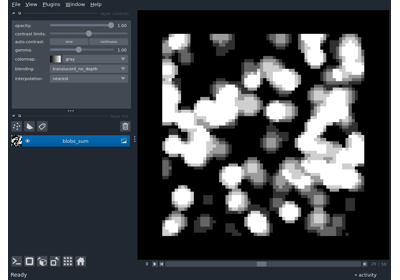 File View Plugins Window Help
opacity: 1.00
contrast limits:
auto-contrast: once continuous
gamma: 1.00
colormap: gray
blending: translucent_no_depth
interpolation: nearest
blobs_sum
Ready
activity